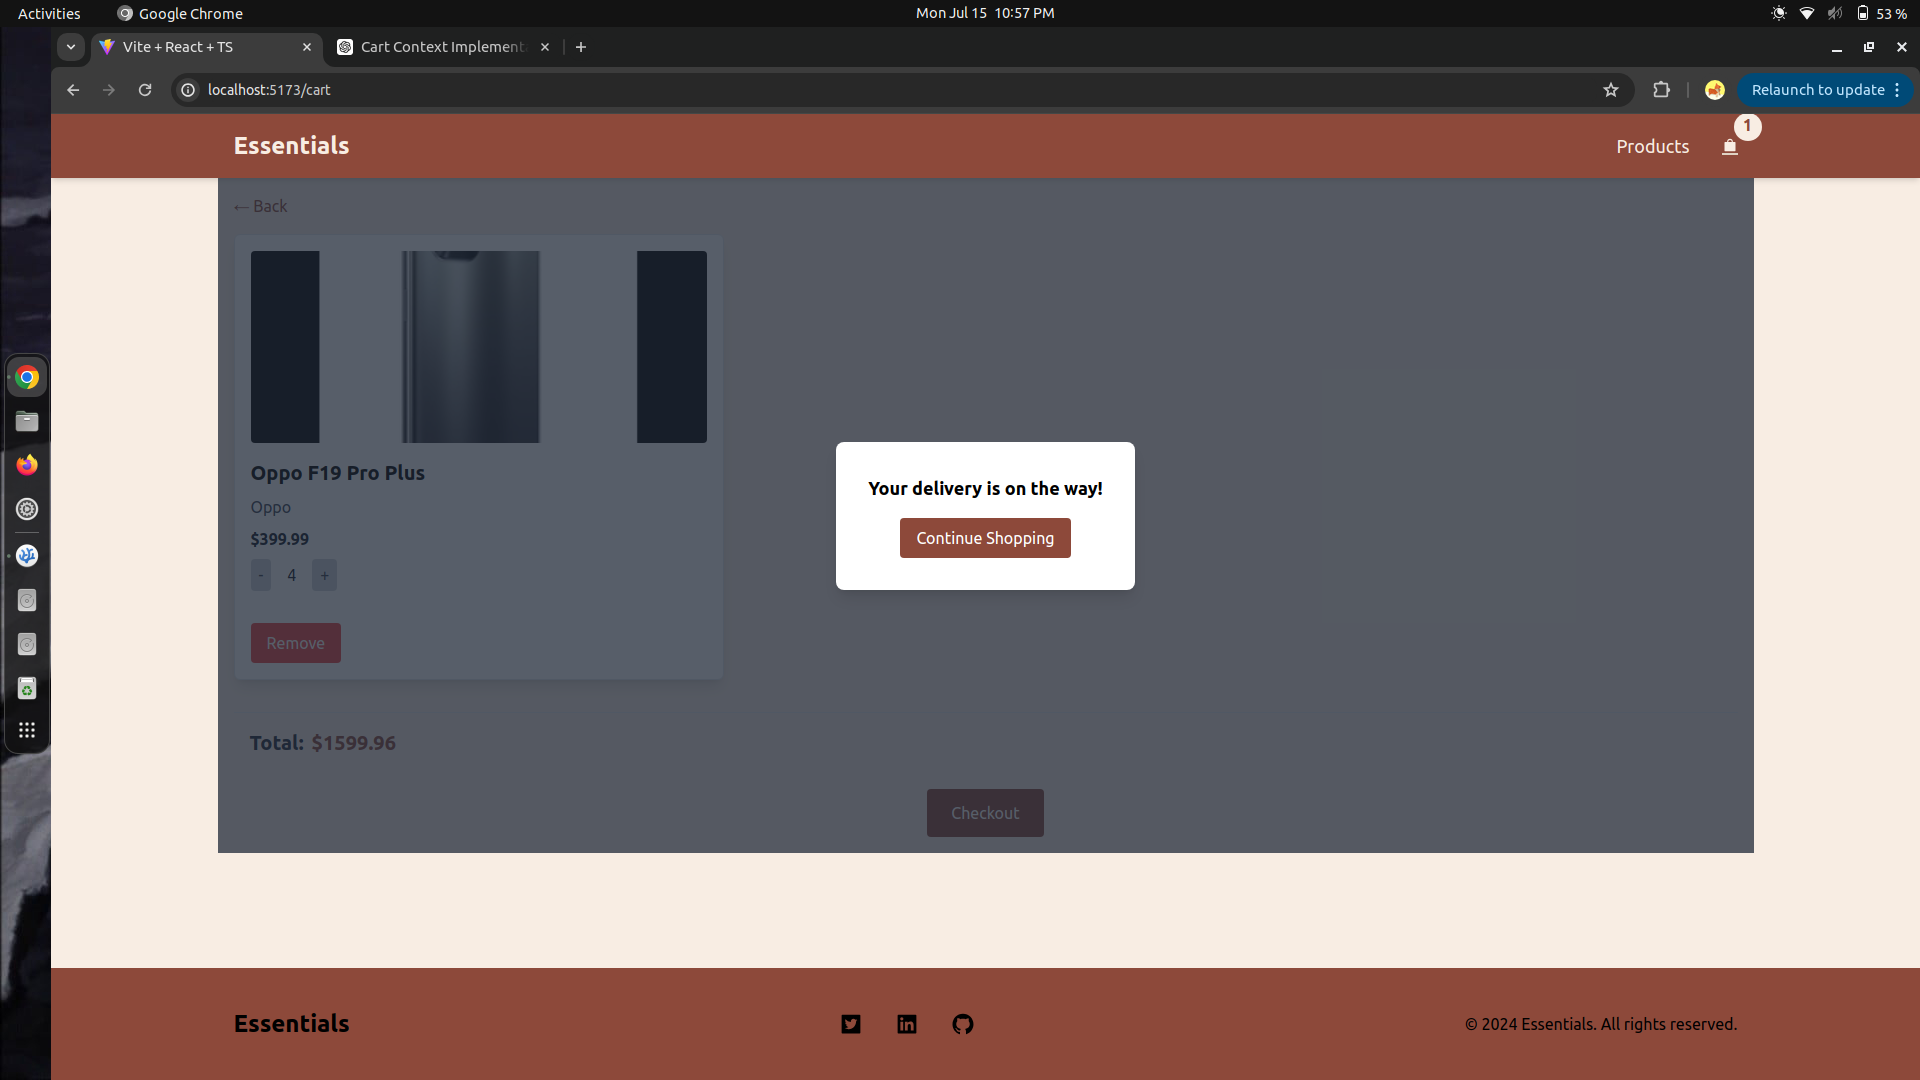 Activities
Google Chrome
Mon Jul 15 10:57 PM
53 %
Vite + React + TS
Cart Context Implement
localhost:5173/cart
Relaunch to update
Essentials
Products
1
← Back
Oppo F19 Pro Plus
Oppo
$399.99
- 4 +
Remove
Your delivery is on the way!
Continue Shopping
Total: $1599.96
Checkout
Essentials
© 2024 Essentials. All rights reserved.